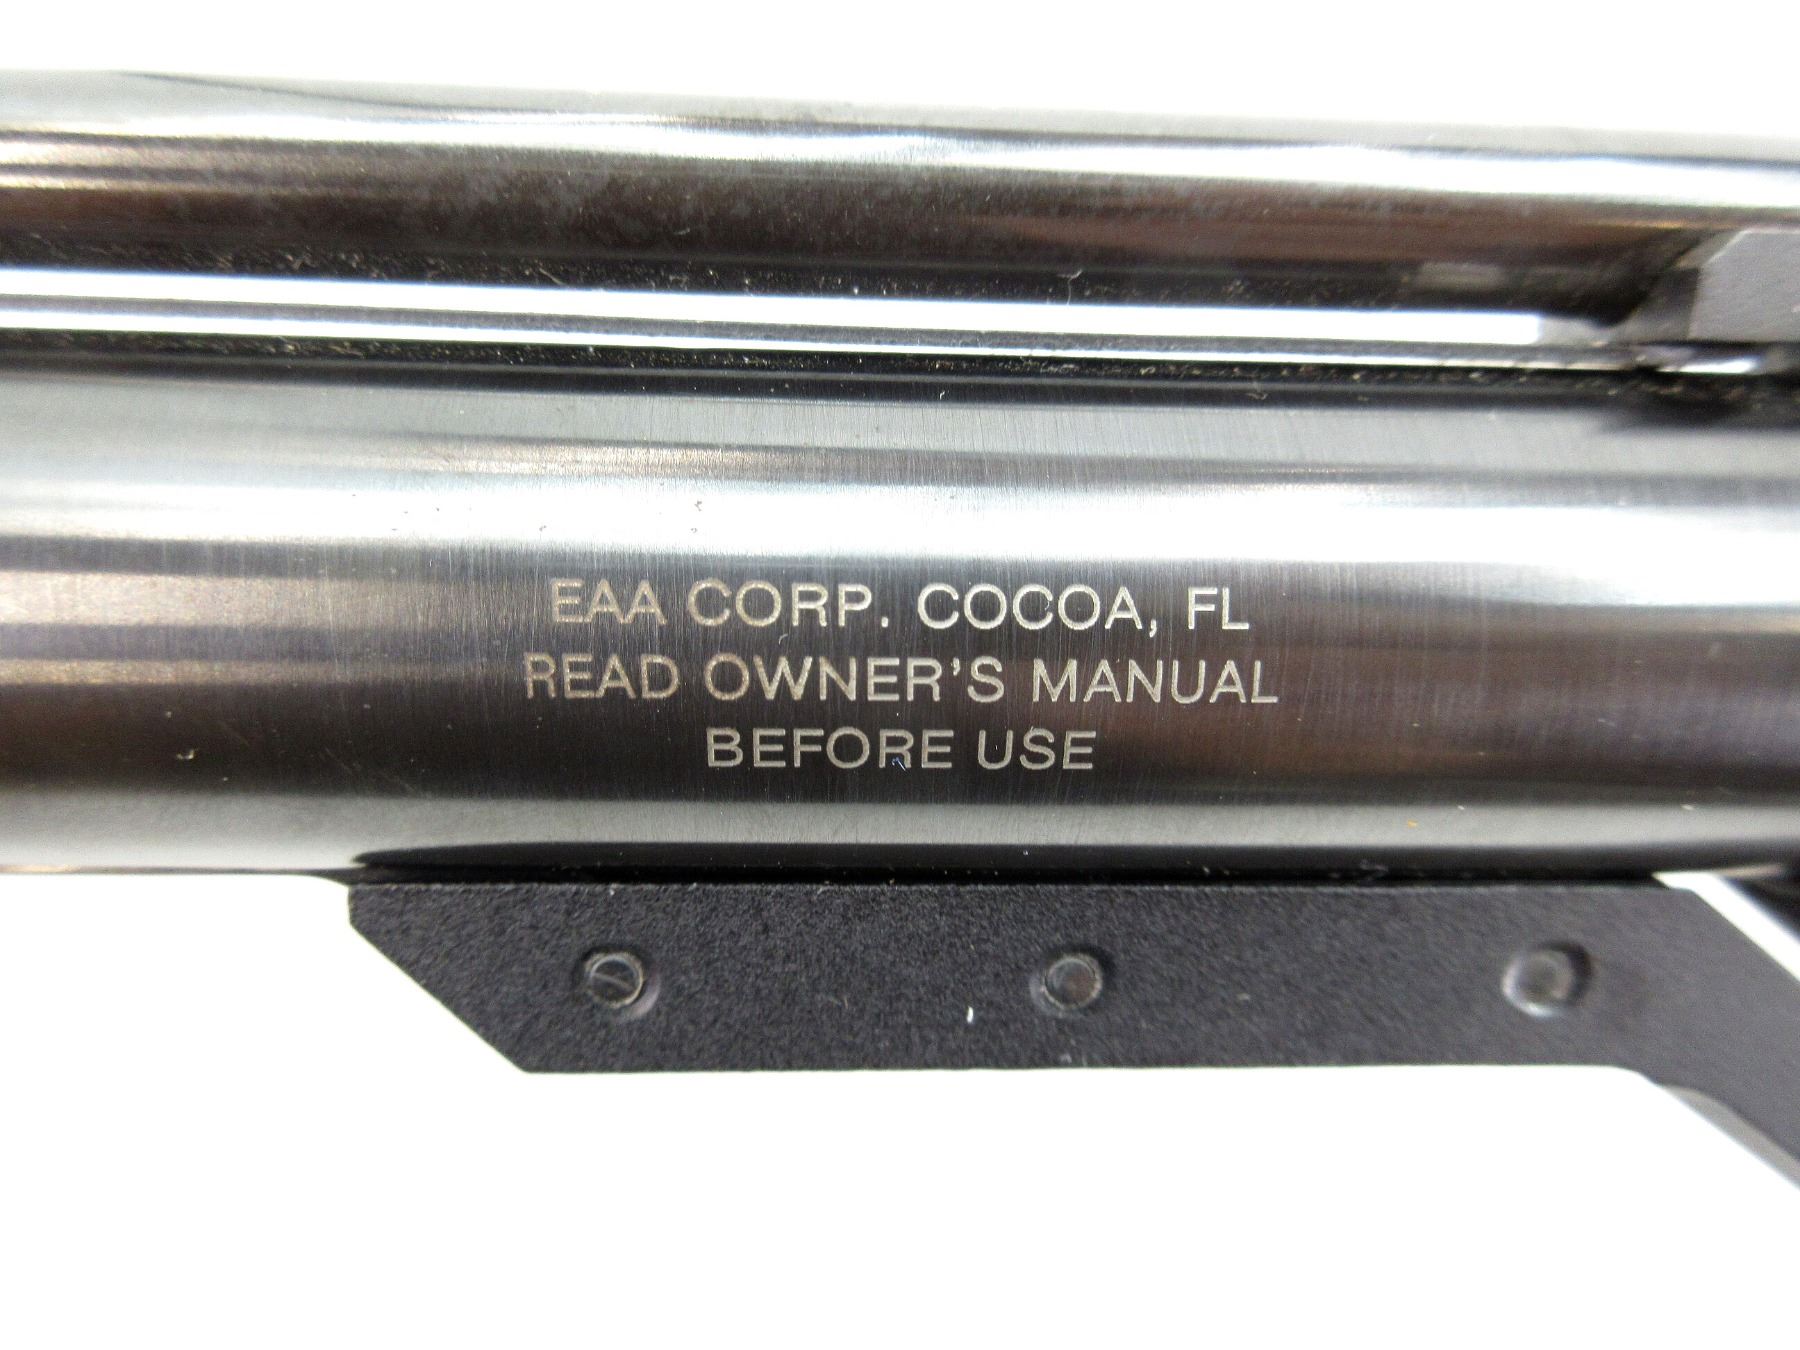 EAA CORP. COCOA, FL
READ OWNER'S MANUAL
BEFORE USE